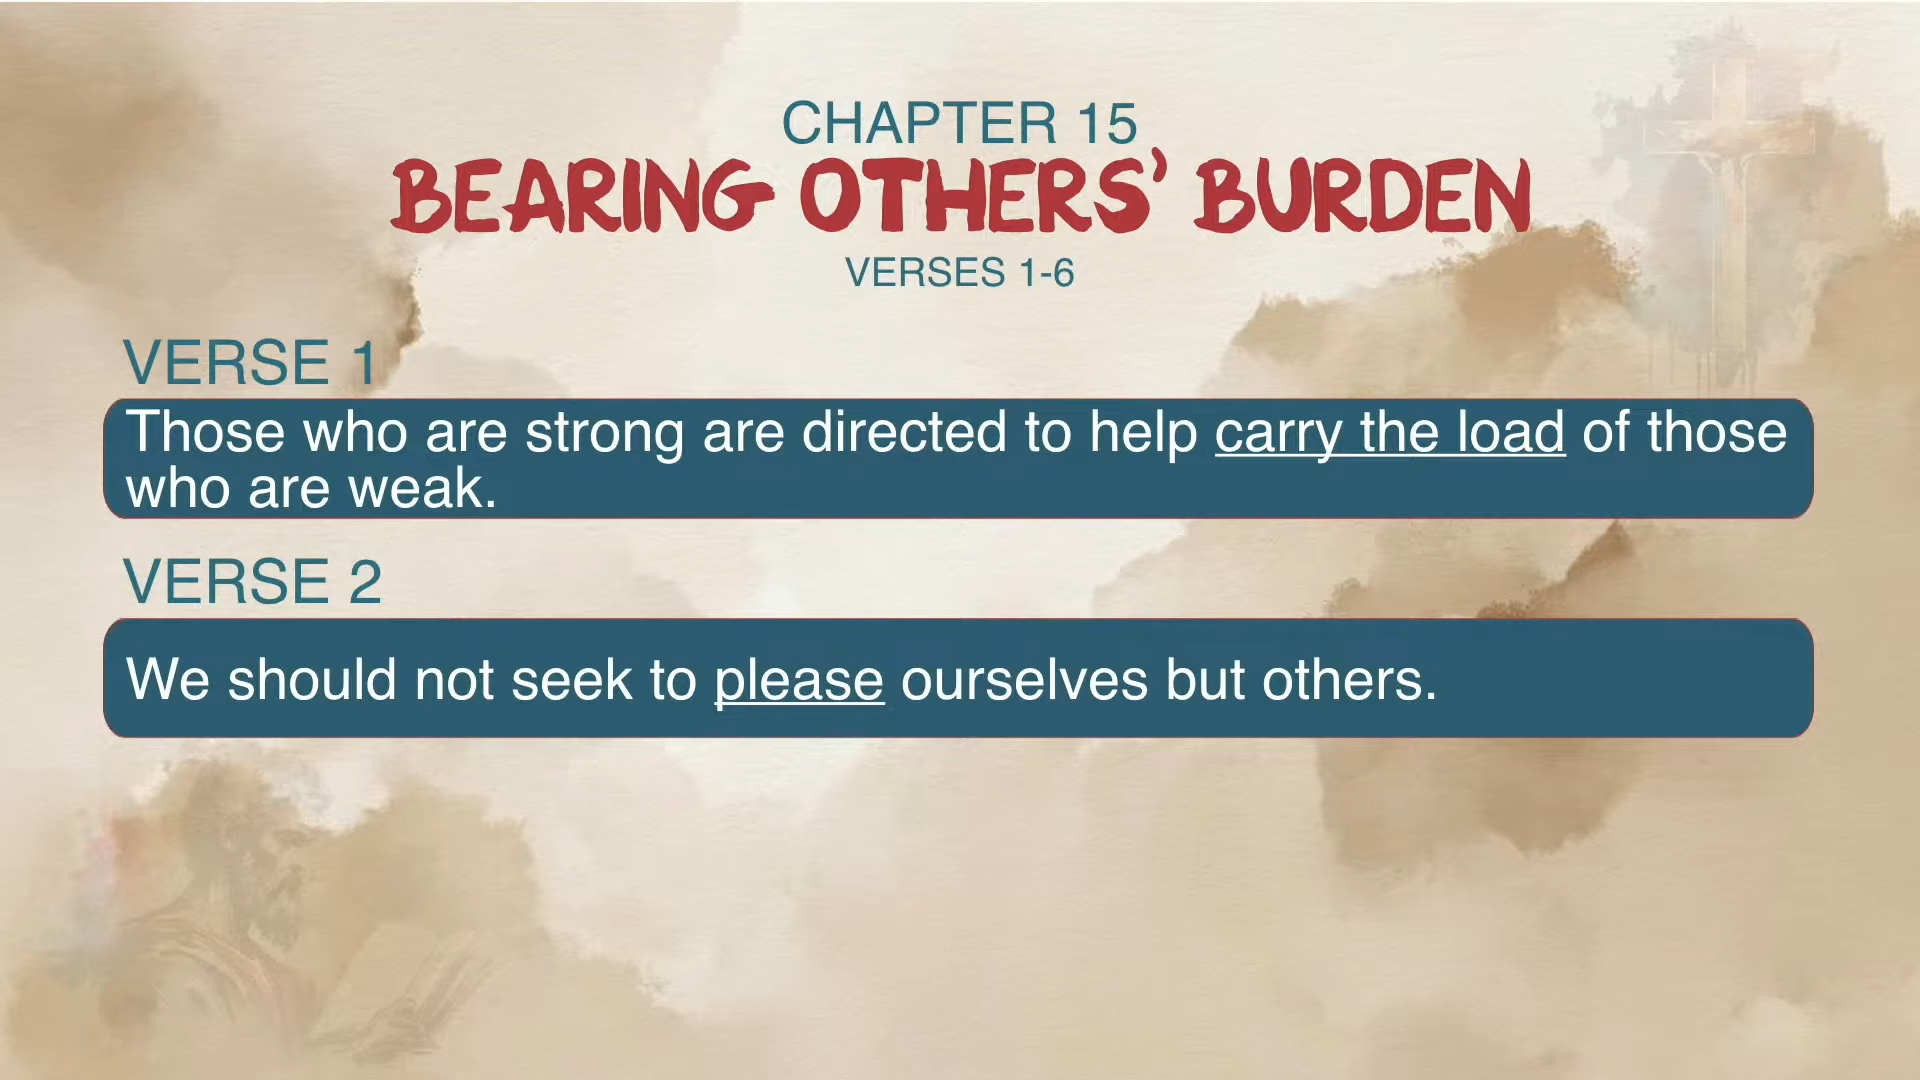 CHAPTER 15
BEARING OTHERS’ BURDEN
VERSES 1-6
VERSE 1
Those who are strong are directed to help carry the load of those
who are weak.
VERSE 2
We should not seek to please ourselves but others.